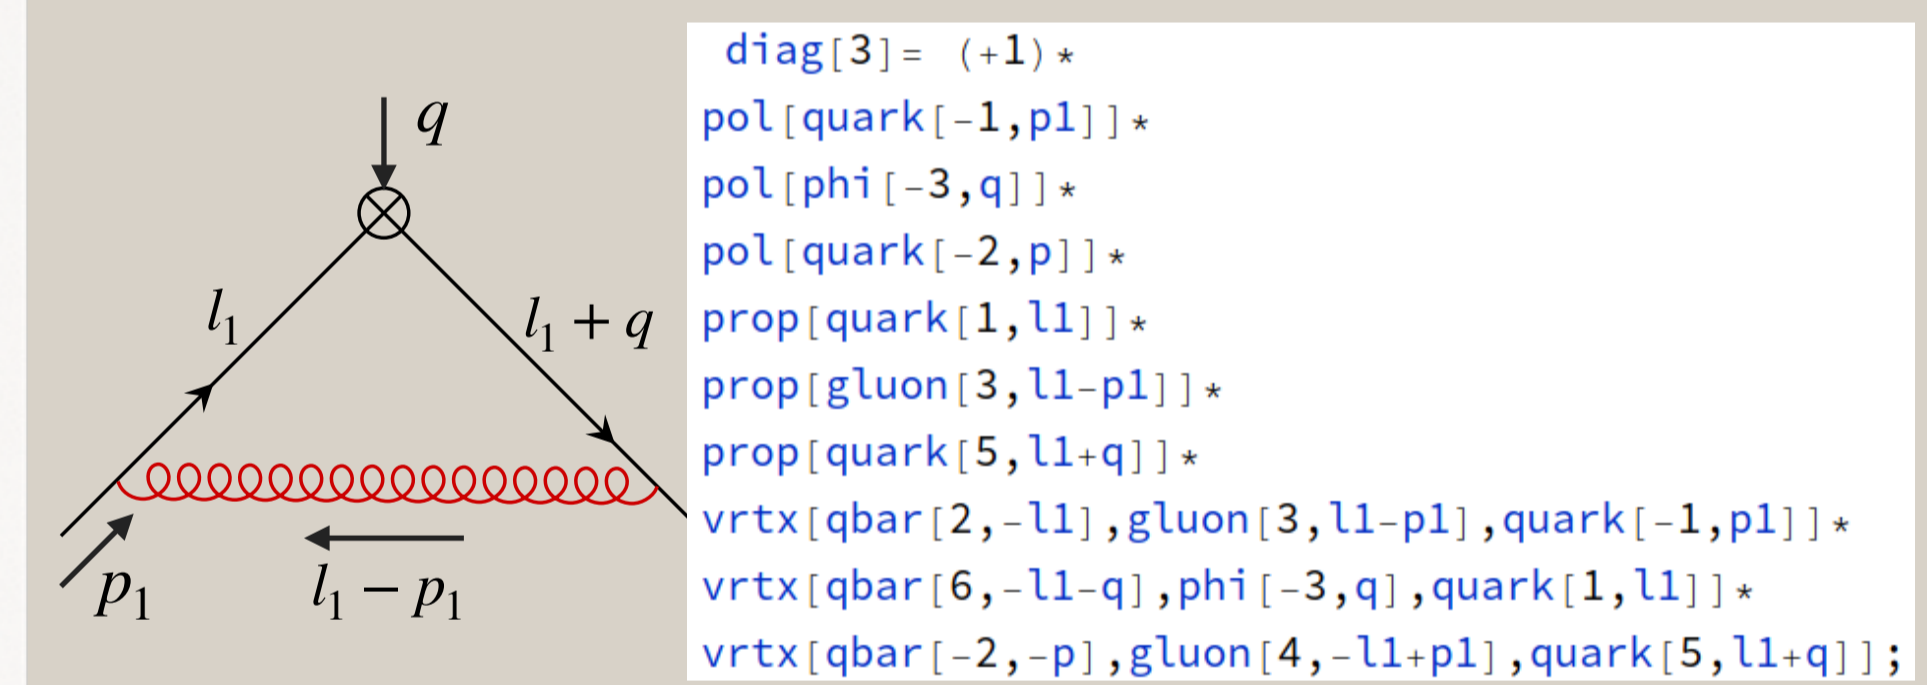 q
l₁
l₁ + q
p₁
l₁ − p₁
diag[3]= (+1)*
pol[quark[-1,p1]]*
pol[phi[-3,q]]*
pol[quark[-2,p]]*
prop[quark[1,l1]]*
prop[gluon[3,l1-p1]]*
prop[quark[5,l1+q]]*
vrtx[qbar[2,-l1],gluon[3,l1-p1],quark[-1,p1]]*
vrtx[qbar[6,-l1-q],phi[-3,q],quark[1,l1]]*
vrtx[qbar[-2,-p],gluon[4,-l1+p1],quark[5,l1+q]];